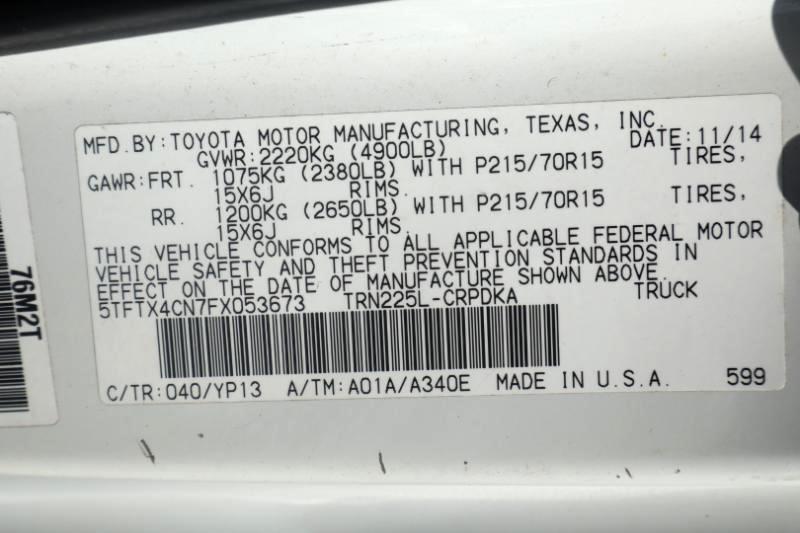 MFD.BY:TOYOTA MOTOR MANUFACTURING, TEXAS, INC.
GVWR:2220KG (4900LB) DATE:11/14
GAWR:FRT. 1075KG (2380LB) WITH P215/70R15 TIRES,
15X6J RIMS.
RR. 1200KG (2650LB) WITH P215/70R15 TIRES,
15X6J RIMS.
THIS VEHICLE CONFORMS TO ALL APPLICABLE FEDERAL MOTOR
VEHICLE SAFETY AND THEFT PREVENTION STANDARDS IN
EFFECT ON THE DATE OF MANUFACTURE SHOWN ABOVE.
5TFTX4CN7FX053673 TRN225L-CRPDKA TRUCK
C/TR:040/YP13 A/TM:A01A/A340E MADE IN U.S.A. 599
76M2T